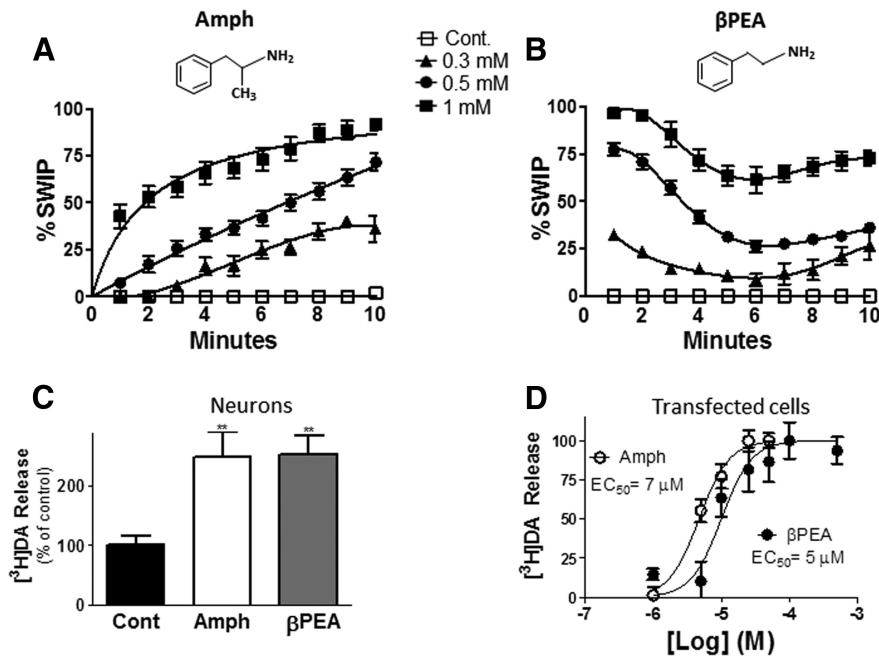 Amph
A
NH2
CH3
Cont.
0.3 mM
0.5 mM
1 mM
% SWIP
100
75
50
25
0
0 2 4 6 8 10
Minutes
βPEA
B
NH2
% SWIP
100
75
50
25
0
0 2 4 6 8 10
Minutes
C
Neurons
[³H]DA Release
(% of control)
200
100
0
** **
Cont Amph βPEA
D
Transfected cells
[³H]DA Release
100
75
50
25
0
Amph
EC50= 7 μM
βPEA
EC50= 5 μM
-7 -6 -5 -4 -3
[Log] (M)